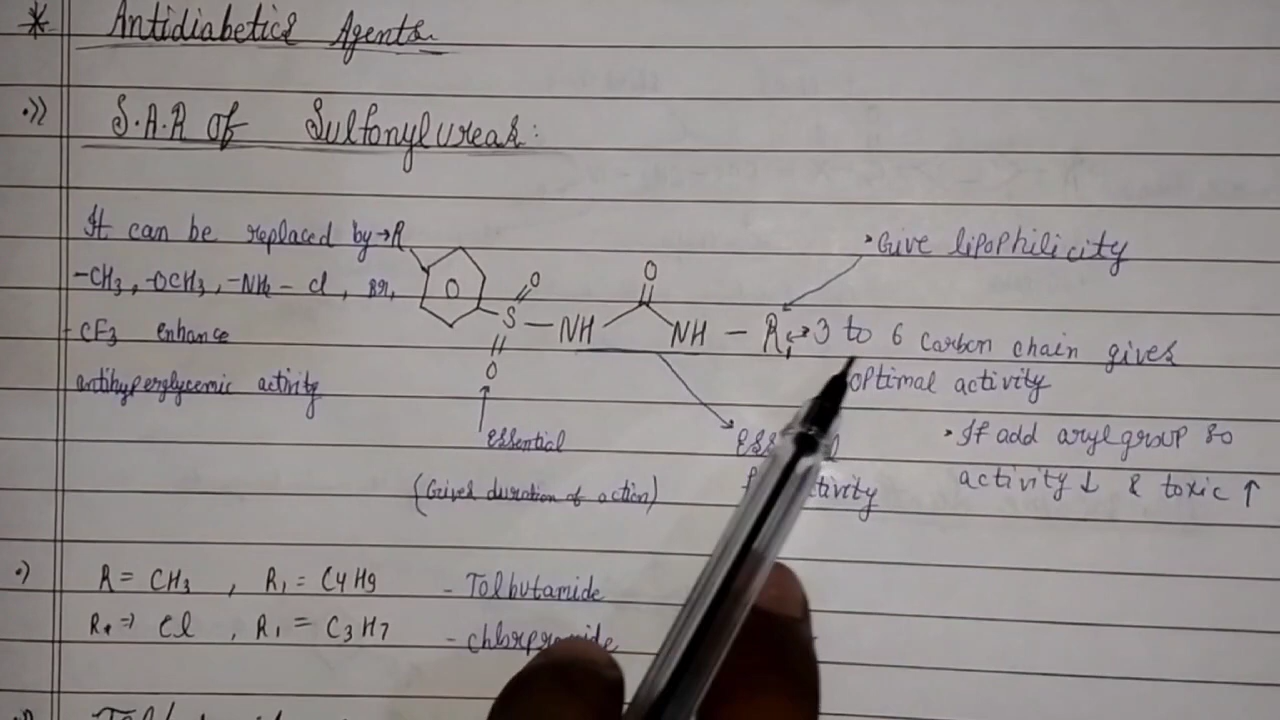 * Antidiabetics Agents
•)) S.A.R of Sulfonylureas:
It can be replaced by → R
-CH3, -OCH3, -NH2 - Cl, Br,
- CF3 enhance
antihyperglycemic activity
O
S
O
NH
O
NH - R1
• Give lipophilicity
3 to 6 carbon chain gives
optimal activity
• If add aryl group so
activity ↓ & toxic ↑
Essential
(Gives duration of action)
•) R = CH3 , R1 = C4H9 - Tolbutamide
R ⇒ Cl , R1 = C3H7